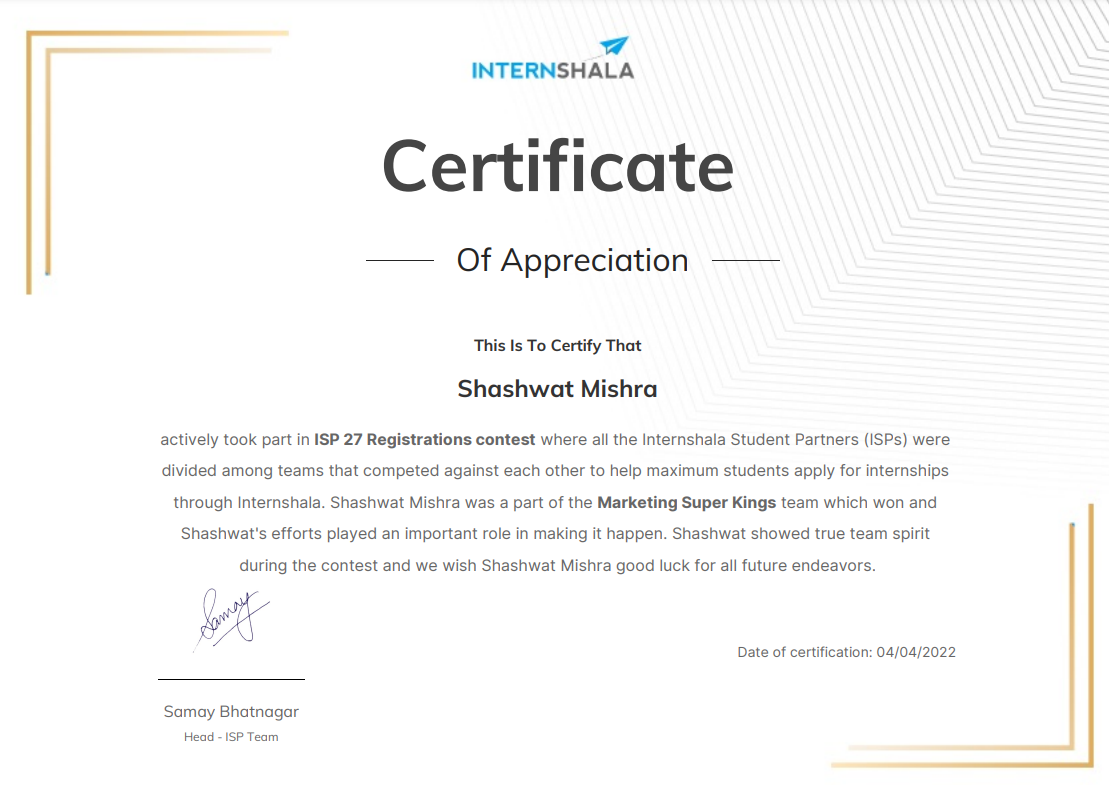 INTERNSHALA
Certificate
Of Appreciation
This Is To Certify That
Shashwat Mishra
actively took part in ISP 27 Registrations contest where all the Internshala Student Partners (ISPs) were
divided among teams that competed against each other to help maximum students apply for internships
through Internshala. Shashwat Mishra was a part of the Marketing Super Kings team which won and
Shashwat's efforts played an important role in making it happen. Shashwat showed true team spirit
during the contest and we wish Shashwat Mishra good luck for all future endeavors.
Samay
Date of certification: 04/04/2022
Samay Bhatnagar
Head - ISP Team